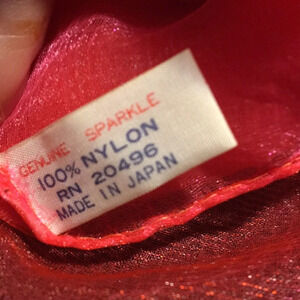 GENUINE SPARKLE
100% NYLON
RN 20496
MADE IN JAPAN